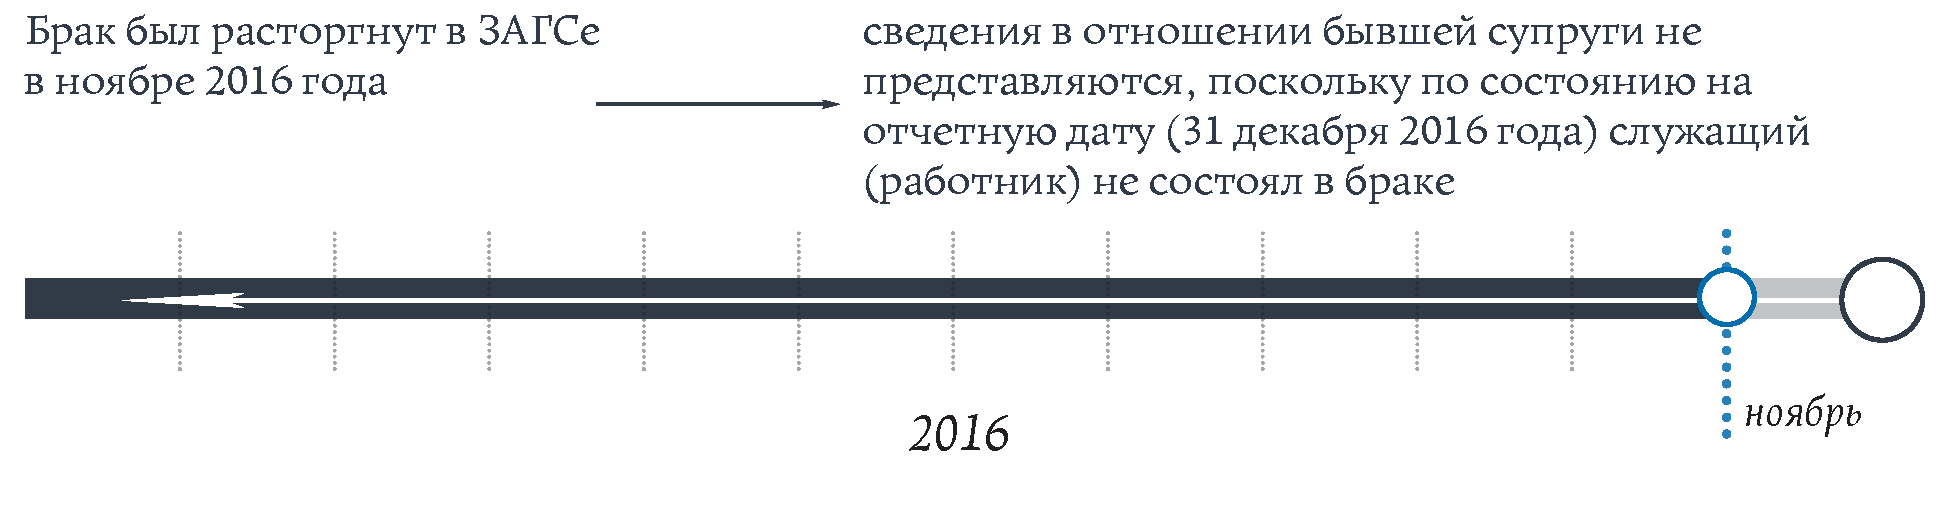 Брак был расторгнут в ЗАГСе
в ноябре 2016 года
сведения в отношении бывшей супруги не
представляются, поскольку по состоянию на
отчетную дату (31 декабря 2016 года) служащий
(работник) не состоял в браке
2016
ноябрь